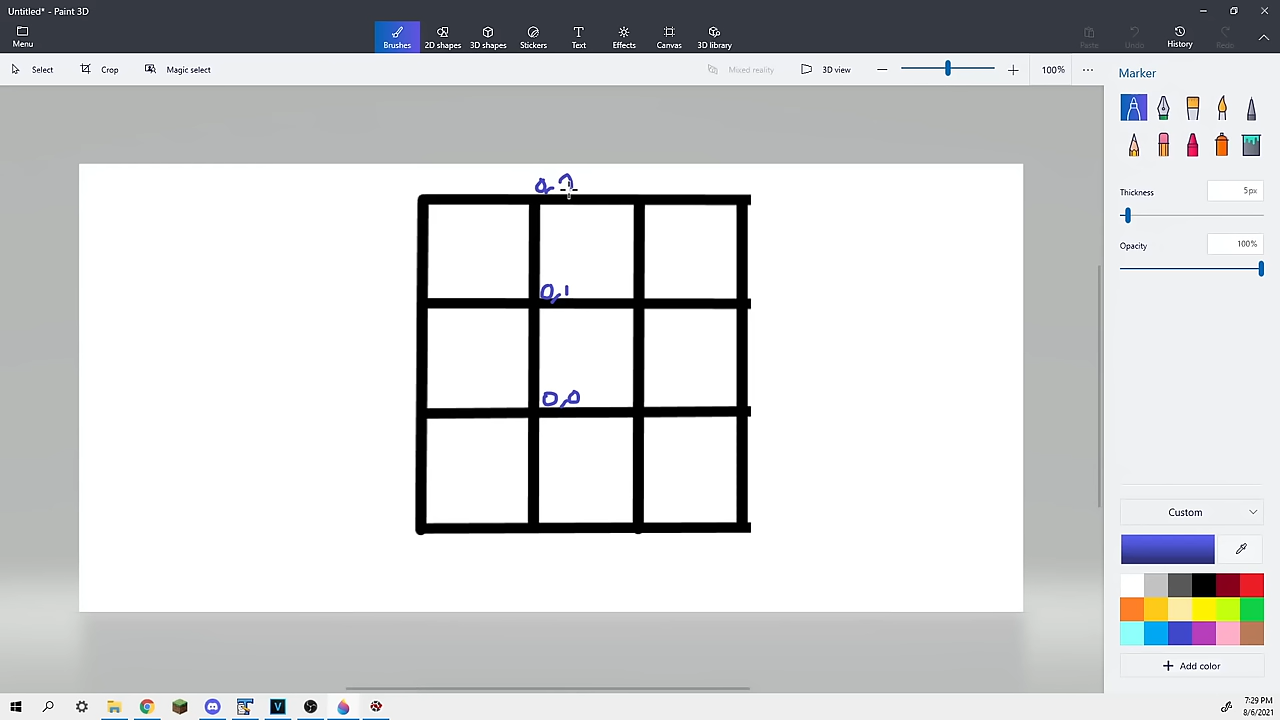 Untitled* - Paint 3D
Menu
Brushes
2D shapes
3D shapes
Stickers
Text
Effects
Canvas
3D library
Paste
Undo
History
Redo
Select
Crop
Magic select
Mixed reality
3D view
100%
Marker
Thickness
5px
Opacity
100%
0,1
0,0
Custom
Add color
7:29 PM
8/6/2021